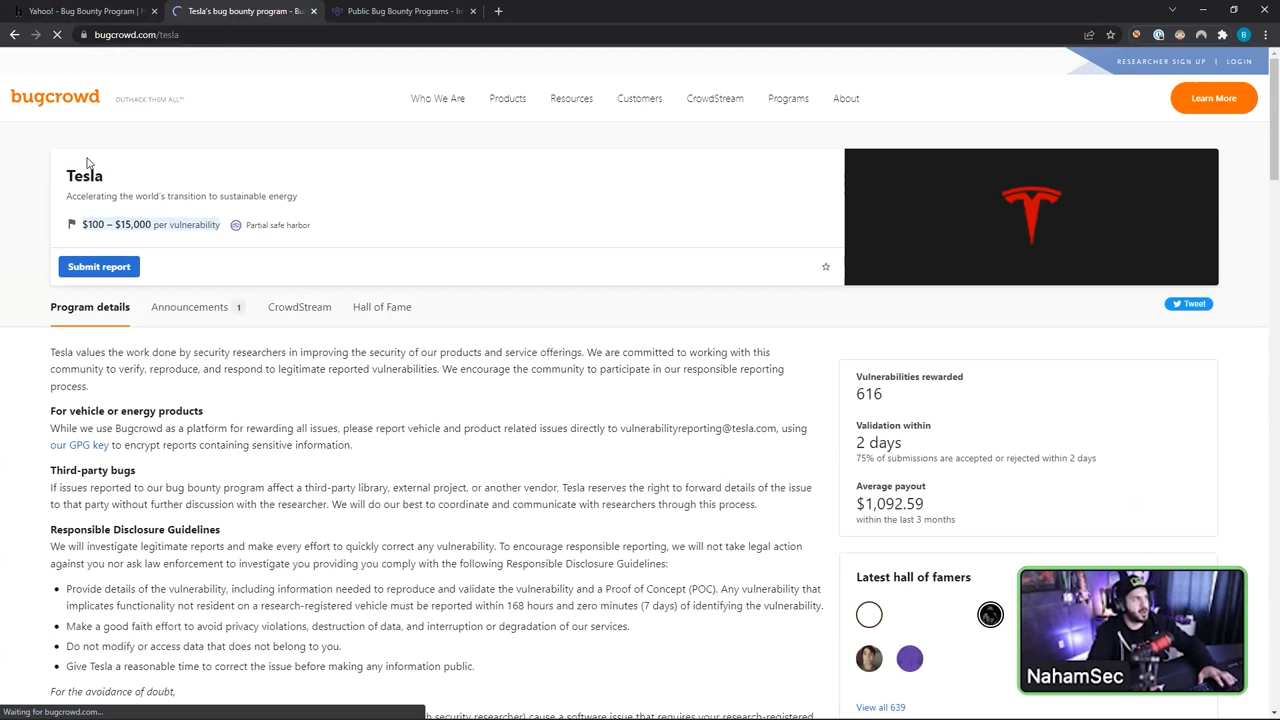 Yahoo! - Bug Bounty Program | H
Tesla's bug bounty program - Bu
Public Bug Bounty Programs - In
bugcrowd.com/tesla
RESEARCHER SIGN UP | LOGIN
bugcrowd
OUTHACK THEM ALL™
Who We Are
Products
Resources
Customers
CrowdStream
Programs
About
Learn More
Tesla
Accelerating the world's transition to sustainable energy
$100 – $15,000 per vulnerability
Partial safe harbor
Submit report
Program details
Announcements 1
CrowdStream
Hall of Fame
Tweet
Tesla values the work done by security researchers in improving the security of our products and service offerings. We are committed to working with this
community to verify, reproduce, and respond to legitimate reported vulnerabilities. We encourage the community to participate in our responsible reporting
process.
For vehicle or energy products
While we use Bugcrowd as a platform for rewarding all issues, please report vehicle and product related issues directly to vulnerabilityreporting@tesla.com, using
our GPG key to encrypt reports containing sensitive information.
Third-party bugs
If issues reported to our bug bounty program affect a third-party library, external project, or another vendor, Tesla reserves the right to forward details of the issue
to that party without further discussion with the researcher. We will do our best to coordinate and communicate with researchers through this process.
Responsible Disclosure Guidelines
We will investigate legitimate reports and make every effort to quickly correct any vulnerability. To encourage responsible reporting, we will not take legal action
against you nor ask law enforcement to investigate you providing you comply with the following Responsible Disclosure Guidelines:
Provide details of the vulnerability, including information needed to reproduce and validate the vulnerability and a Proof of Concept (POC). Any vulnerability that
implicates functionality not resident on a research-registered vehicle must be reported within 168 hours and zero minutes (7 days) of identifying the vulnerability.
Make a good faith effort to avoid privacy violations, destruction of data, and interruption or degradation of our services.
Do not modify or access data that does not belong to you.
Give Tesla a reasonable time to correct the issue before making any information public.
For the avoidance of doubt,
h security researcher) cause a software issue that requires your research-registered
Vulnerabilities rewarded
616
Validation within
2 days
75% of submissions are accepted or rejected within 2 days
Average payout
$1,092.59
within the last 3 months
Latest hall of famers
View all 639
NahamSec
Waiting for bugcrowd.com...
B